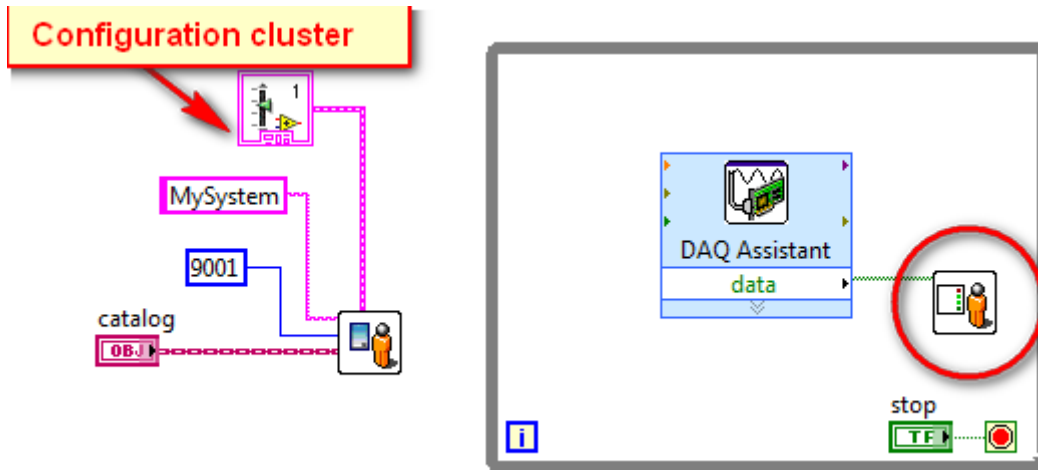 Configuration cluster
1
MySystem
9001
catalog
OBJ
DAQ Assistant
data
stop
TF
i